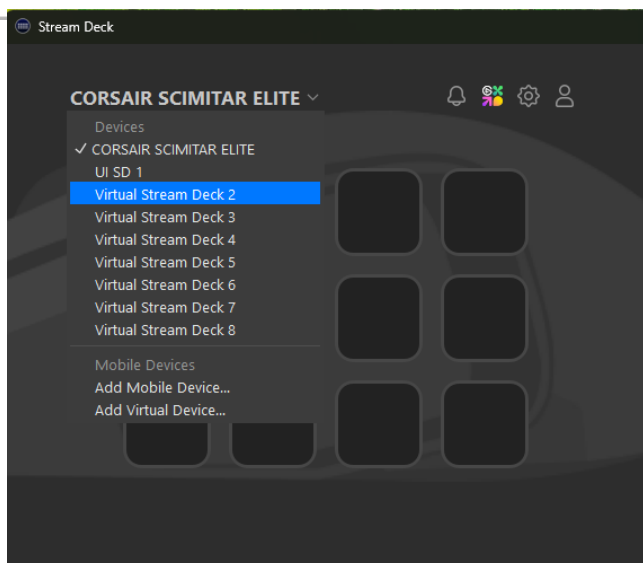 Stream Deck
CORSAIR SCIMITAR ELITE
Devices
✓ CORSAIR SCIMITAR ELITE
UI SD 1
Virtual Stream Deck 2
Virtual Stream Deck 3
Virtual Stream Deck 4
Virtual Stream Deck 5
Virtual Stream Deck 6
Virtual Stream Deck 7
Virtual Stream Deck 8
Mobile Devices
Add Mobile Device...
Add Virtual Device...